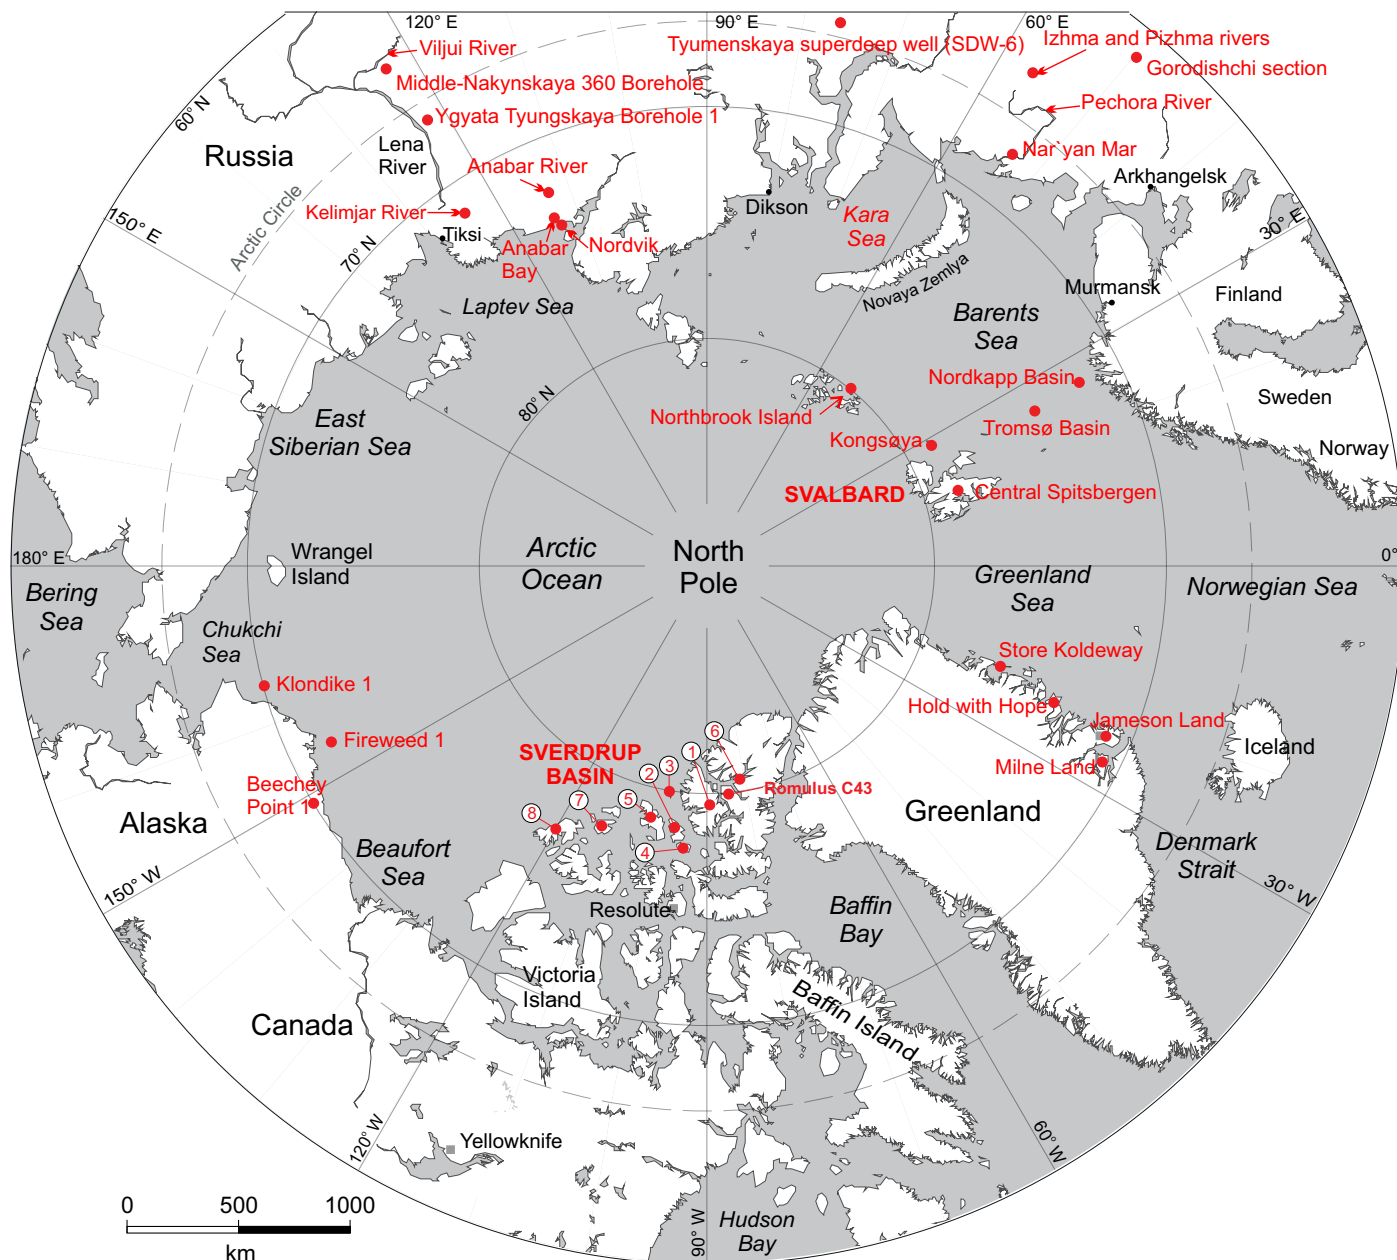 120° E
90° E
60° E
Viljui River
Tyumenskaya superdeep well (SDW-6)
Izhma and Pizhma rivers
Gorodishchi section
Middle-Nakynskaya 360 Borehole
Pechora River
60° N
Ygyata Tyungskaya Borehole 1
Russia
Lena
River
Nar`yan Mar
Anabar River
Arkhangelsk
Arctic Circle
Kelimjar River
Dikson
Kara
Sea
150° E
30° E
70° N
Tiksi
Anabar
Bay
Nordvik
Novaya Zemlya
Murmansk
Finland
Laptev Sea
Barents
Sea
Nordkapp Basin
Sweden
80° N
Northbrook Island
Tromsø Basin
East
Siberian Sea
Kongsøya
Norway
SVALBARD
Central Spitsbergen
180° E
Wrangel
Island
Arctic
Ocean
North
Pole
0°
Bering
Sea
Greenland
Sea
Norwegian Sea
Chukchi
Sea
Store Koldeway
Klondike 1
Hold with Hope
Jameson Land
Fireweed 1
SVERDRUP
BASIN
6
1
3
2
Iceland
Milne Land
Beechey
Point 1
Romulus C43
8
7
5
4
Alaska
Greenland
Beaufort
Sea
Denmark
Strait
150° W
30° W
Resolute
Baffin
Bay
Victoria
Island
Baffin Island
Canada
120° W
Yellowknife
60° W
0
500
1000
km
90° W
Hudson
Bay